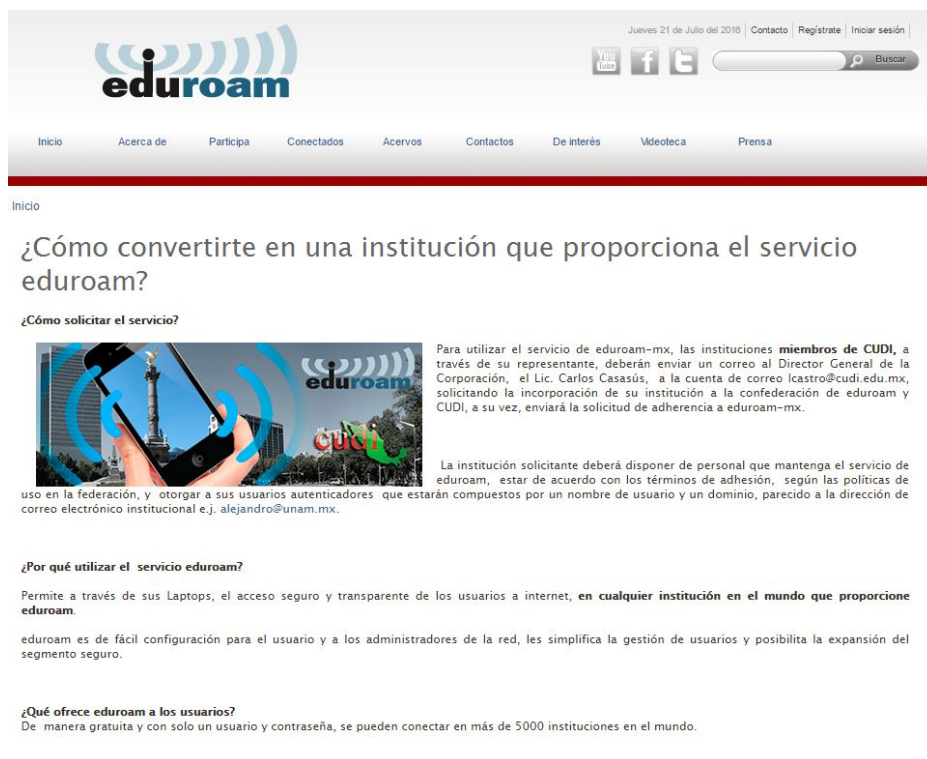 Jueves 21 de Julio del 2016 Contacto Regístrate Iniciar sesión
eduroam
You Tube
Buscar
Inicio Acerca de Participa Conectados Acervos Contactos De interés Videoteca Prensa
Inicio
¿Cómo convertirte en una institución que proporciona el servicio
eduroam?
¿Cómo solicitar el servicio?
eduroam
cudi
Para utilizar el servicio de eduroam-mx, las instituciones miembros de CUDI, a
través de su representante, deberán enviar un correo al Director General de la
Corporación, el Lic. Carlos Casasús, a la cuenta de correo lcastro@cudi.edu.mx,
solicitando la incorporación de su institución a la confederación de eduroam y
CUDI, a su vez, enviará la solicitud de adherencia a eduroam-mx.
La institución solicitante deberá disponer de personal que mantenga el servicio de
eduroam, estar de acuerdo con los términos de adhesión, según las políticas de
uso en la federación, y otorgar a sus usuarios autenticadores que estarán compuestos por un nombre de usuario y un dominio, parecido a la dirección de
correo electrónico institucional e.j. alejandro@unam.mx.
¿Por qué utilizar el servicio eduroam?
Permite a través de sus Laptops, el acceso seguro y transparente de los usuarios a internet, en cualquier institución en el mundo que proporcione
eduroam.
eduroam es de fácil configuración para el usuario y a los administradores de la red, les simplifica la gestión de usuarios y posibilita la expansión del
segmento seguro.
¿Qué ofrece eduroam a los usuarios?
De manera gratuita y con solo un usuario y contraseña, se pueden conectar en más de 5000 instituciones en el mundo.